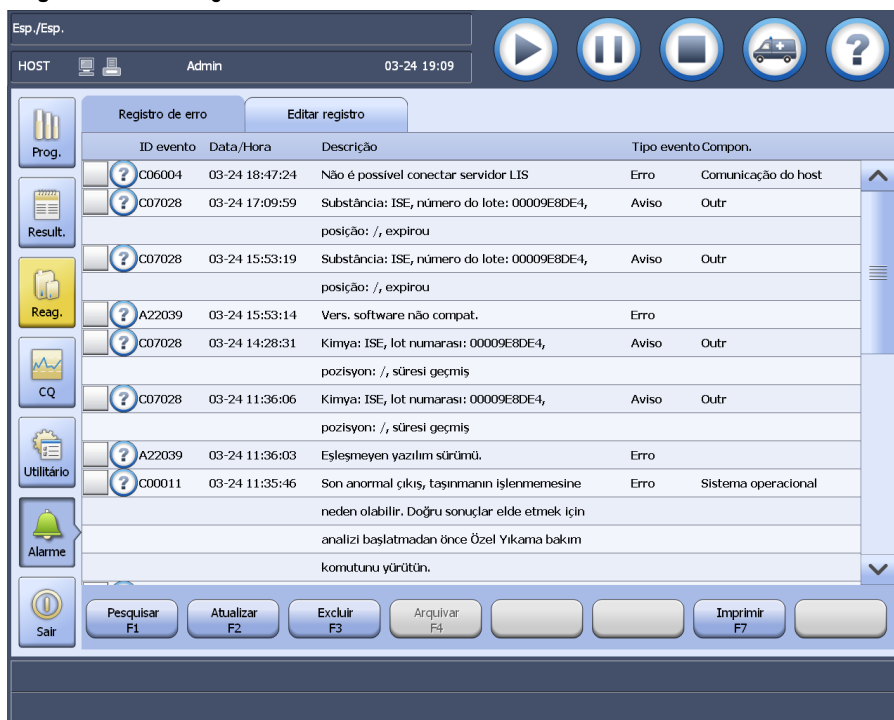 Esp./Esp.
HOST Admin 03-24 19:09
Registro de erro Editar registro
ID evento Data/Hora Descrição Tipo evento Compon.
? C06004 03-24 18:47:24 Não é possível conectar servidor LIS Erro Comunicação do host
? C07028 03-24 17:09:59 Substância: ISE, número do lote: 00009E8DE4, Aviso Outr
posição: /, expirou
? C07028 03-24 15:53:19 Substância: ISE, número do lote: 00009E8DE4, Aviso Outr
posição: /, expirou
? A22039 03-24 15:53:14 Vers. software não compat. Erro
? C07028 03-24 14:28:31 Kimya: ISE, lot numarası: 00009E8DE4, Aviso Outr
pozisyon: /, süresi geçmiş
? C07028 03-24 11:36:06 Kimya: ISE, lot numarası: 00009E8DE4, Aviso Outr
pozisyon: /, süresi geçmiş
? A22039 03-24 11:36:03 Eşleşmeyen yazılım sürümü. Erro
? C00011 03-24 11:35:46 Son anormal çıkış, taşınmanın işlenmemesine Erro Sistema operacional
neden olabilir. Doğru sonuçlar elde etmek için
analizi başlatmadan önce Özel Yıkama bakım
komutunu yürütün.
Prog.
Result.
Reag.
CQ
Utilitário
Alarme
Sair
Pesquisar F1
Atualizar F2
Excluir F3
Arquivar F4
Imprimir F7
?